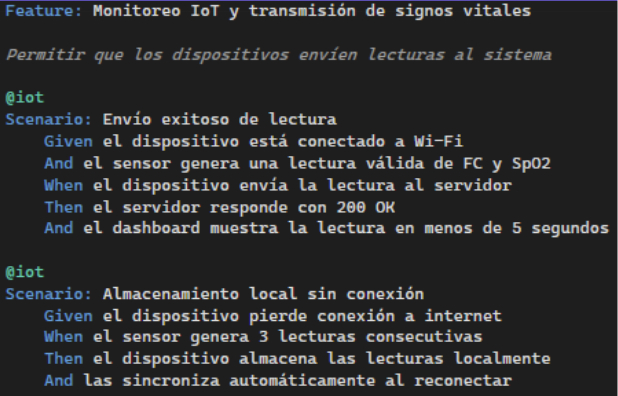 Feature: Monitoreo IoT y transmisión de signos vitales
Permitir que los dispositivos envíen lecturas al sistema
@iot
Scenario: Envío exitoso de lectura
Given el dispositivo está conectado a Wi-Fi
And el sensor genera una lectura válida de FC y SpO2
When el dispositivo envía la lectura al servidor
Then el servidor responde con 200 OK
And el dashboard muestra la lectura en menos de 5 segundos
@iot
Scenario: Almacenamiento local sin conexión
Given el dispositivo pierde conexión a internet
When el sensor genera 3 lecturas consecutivas
Then el dispositivo almacena las lecturas localmente
And las sincroniza automáticamente al reconectar